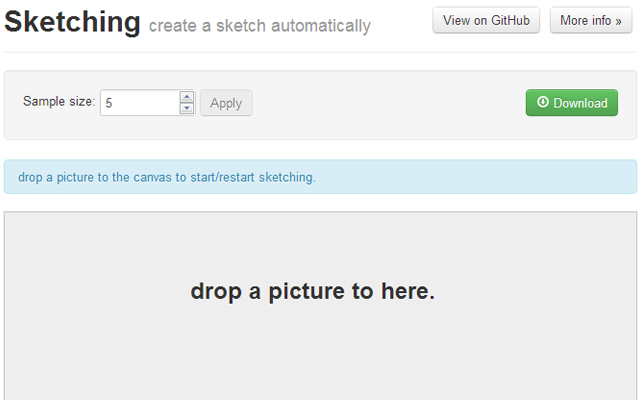 Sketching create a sketch automatically
View on GitHub
More info »
Sample size: 5
Apply
Download
drop a picture to the canvas to start/restart sketching.
drop a picture to here.